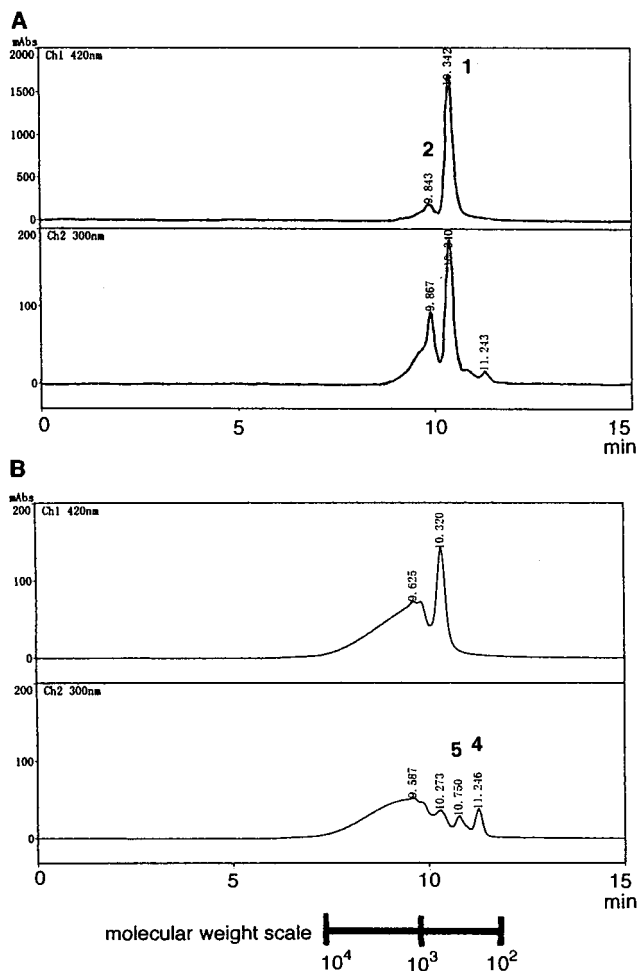 A
mAbs
Ch1 420nm
2000
1500
1000
500
0
10.342
1
2
9.843
Ch2 300nm
200
100
0
9.867
11.243
0 5 10 15
min
B
mAbs
Ch1 420nm
200
100
0
9.625
10.320
Ch2 300nm
200
100
0
9.587
10.273
5
10.750
4
11.246
0 5 10 15
min
molecular weight scale
10⁴ 10³ 10²